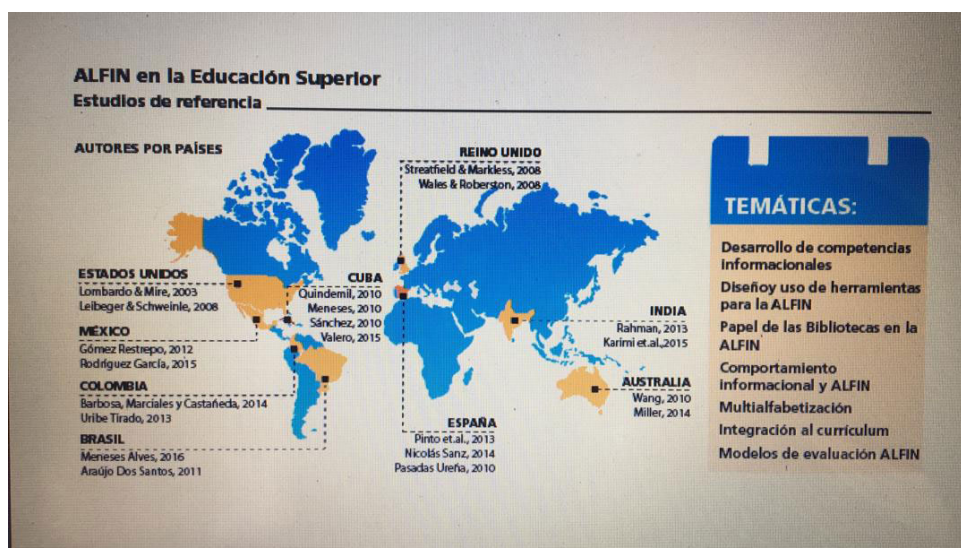 ALFIN en la Educación Superior
Estudios de referencia
AUTORES POR PAÍSES
REINO UNIDO
Streatfield & Markless, 2008
Wales & Roberston, 2008
ESTADOS UNIDOS
Lombardo & Mire, 2003
Leibeger & Schweinle, 2008
CUBA
Quindemil, 2010
Meneses, 2010
Sánchez, 2010
Valero, 2015
MÉXICO
Gómez Restrepo, 2012
Rodríguez García, 2015
COLOMBIA
Barbosa, Marciales y Castañeda, 2014
Uribe Tirado, 2013
BRASIL
Meneses Alves, 2016
Araújo Dos Santos, 2011
ESPAÑA
Pinto et.al., 2013
Nicolás Sanz, 2014
Pasadas Ureña, 2010
INDIA
Rahman, 2013
Karimi et.al.,2015
AUSTRALIA
Wang, 2010
Miller, 2014
TEMÁTICAS:
Desarrollo de competencias
informacionales
Diseñoy uso de herramientas
para la ALFIN
Papel de las Bibliotecas en la
ALFIN
Comportamiento
informacional y ALFIN
Multialfabetización
Integración al currículum
Modelos de evaluación ALFIN